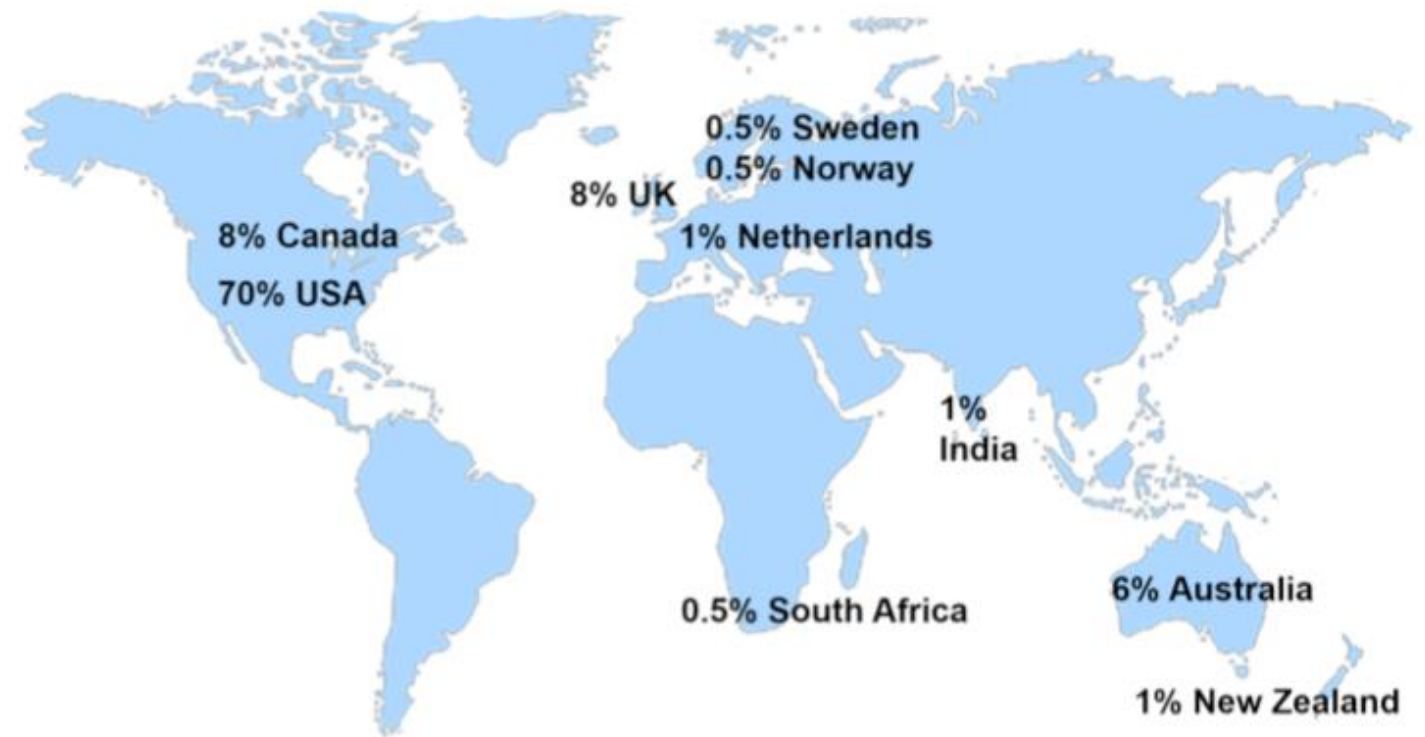 0.5% Sweden
0.5% Norway
8% UK
8% Canada
1% Netherlands
70% USA
1%
India
6% Australia
0.5% South Africa
1% New Zealand